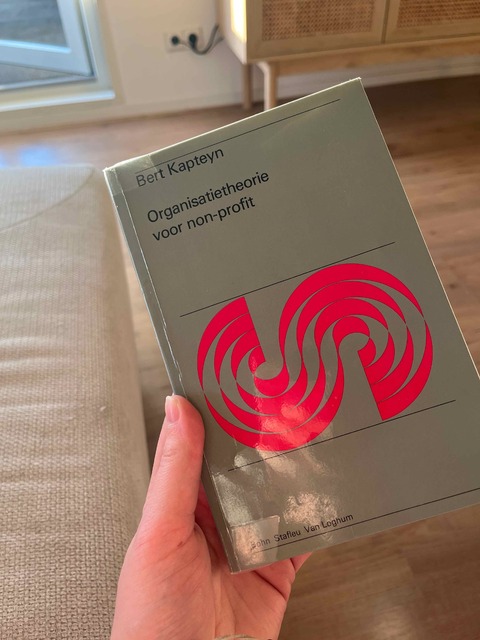 Bert Kapteyn
Organisatietheorie
voor non-profit
Bohn Stafleu Van Loghum